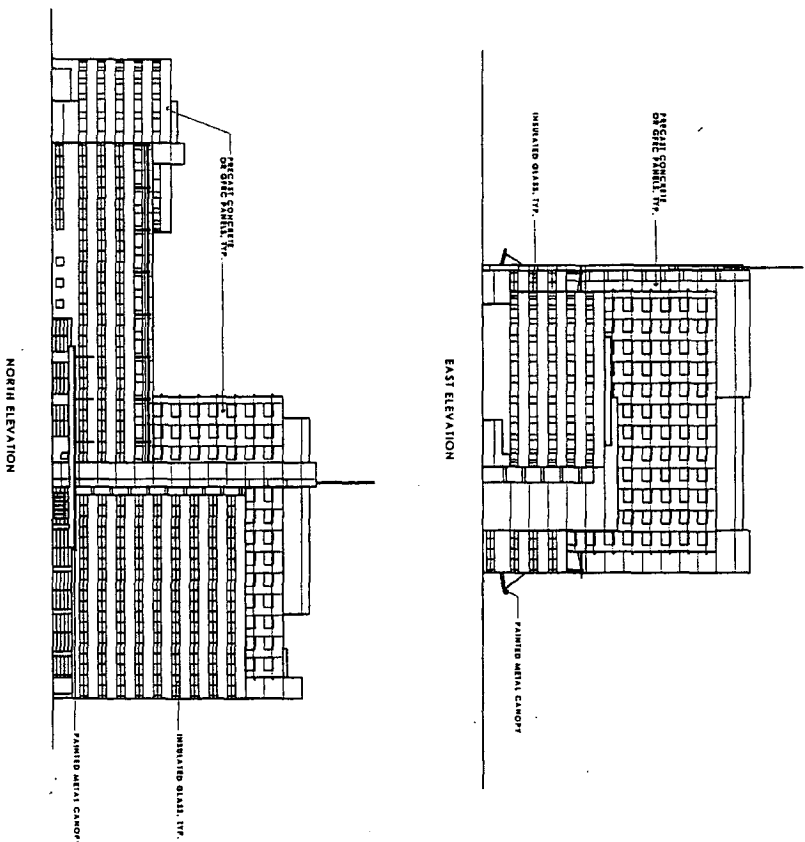 PRECAST CONCRETE
OR GFRC PANELS, TYP.
INSULATED GLASS, TYP.
PAINTED METAL CANOPY
EAST ELEVATION
PRECAST CONCRETE
OR GFRC PANELS, TYP.
INSULATED GLASS, TYP.
PAINTED METAL CANOPY
NORTH ELEVATION